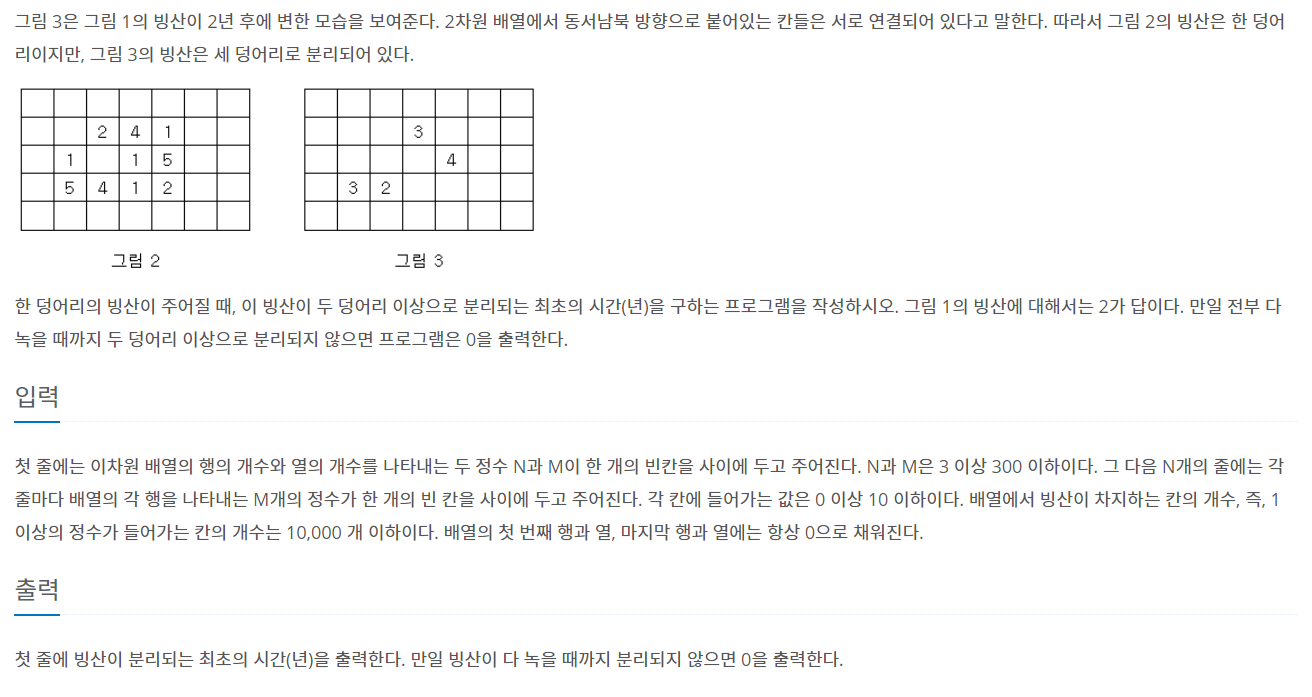 그림 3은 그림 1의 빙산이 2년 후에 변한 모습을 보여준다. 2차원 배열에서 동서남북 방향으로 붙어있는 칸들은 서로 연결되어 있다고 말한다. 따라서 그림 2의 빙산은 한 덩어
리이지만, 그림 3의 빙산은 세 덩어리로 분리되어 있다.
2 4 1
1 1 5
5 4 1 2
그림 2
3
4
3 2
그림 3
한 덩어리의 빙산이 주어질 때, 이 빙산이 두 덩어리 이상으로 분리되는 최초의 시간(년)을 구하는 프로그램을 작성하시오. 그림 1의 빙산에 대해서는 2가 답이다. 만일 전부 다
녹을 때까지 두 덩어리 이상으로 분리되지 않으면 프로그램은 0을 출력한다.
입력
첫 줄에는 이차원 배열의 행의 개수와 열의 개수를 나타내는 두 정수 N과 M이 한 개의 빈칸을 사이에 두고 주어진다. N과 M은 3 이상 300 이하이다. 그 다음 N개의 줄에는 각
줄마다 배열의 각 행을 나타내는 M개의 정수가 한 개의 빈 칸을 사이에 두고 주어진다. 각 칸에 들어가는 값은 0 이상 10 이하이다. 배열에서 빙산이 차지하는 칸의 개수, 즉, 1
이상의 정수가 들어가는 칸의 개수는 10,000 개 이하이다. 배열의 첫 번째 행과 열, 마지막 행과 열에는 항상 0으로 채워진다.
출력
첫 줄에 빙산이 분리되는 최초의 시간(년)을 출력한다. 만일 빙산이 다 녹을 때까지 분리되지 않으면 0을 출력한다.